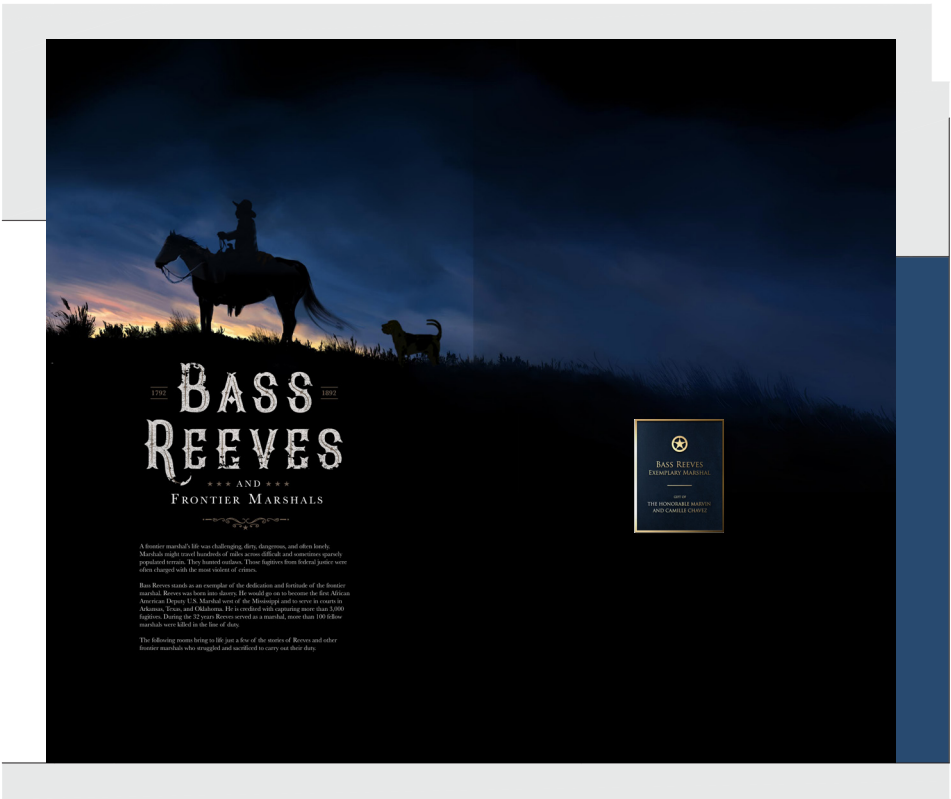 1792
BASS
1892
REEVES
AND
FRONTIER MARSHALS
A frontier marshal's life was challenging, dirty, dangerous, and often lonely.
Marshals might travel hundreds of miles across difficult and sometimes sparsely
populated terrain. They hunted outlaws. Those fugitives from federal justice were
often charged with the most violent of crimes.
Bass Reeves stands as an exemplar of the dedication and fortitude of the frontier
marshal. Reeves was born into slavery. He would go on to become the first African
American Deputy U.S. Marshal west of the Mississippi and to serve in courts in
Arkansas, Texas, and Oklahoma. He is credited with capturing more than 3,000
fugitives. During the 32 years Reeves served as a marshal, more than 100 fellow
marshals were killed in the line of duty.
The following rooms bring to life just a few of the stories of Reeves and other
frontier marshals who struggled and sacrificed to carry out their duty.
BASS REEVES
EXEMPLARY MARSHAL
GIFT OF
THE HONORABLE MARVIN
AND CAMILLE CHAVEZ